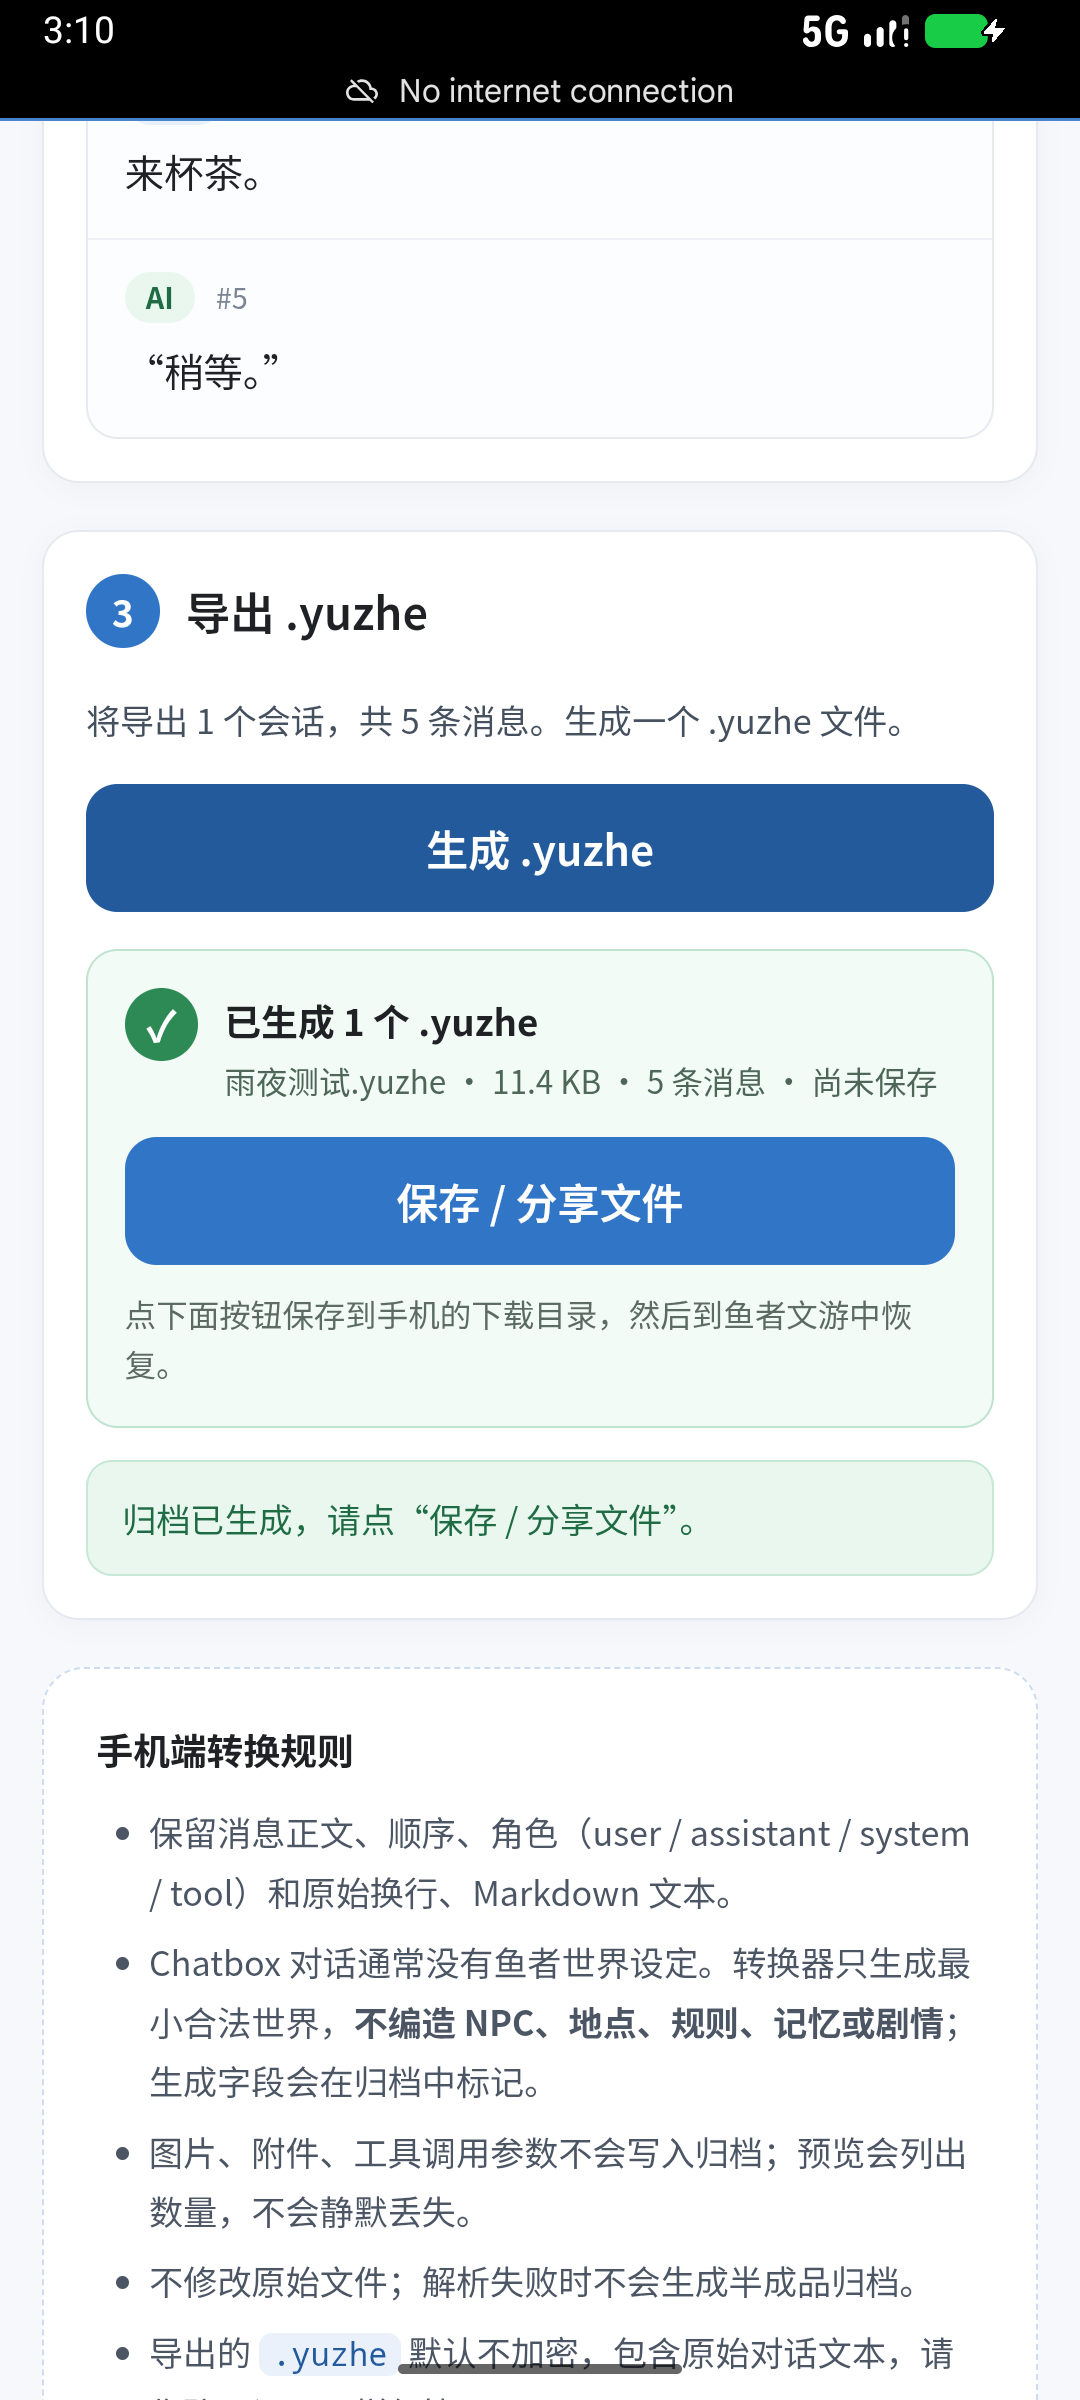 3:10
5G
No internet connection
来杯茶。
AI #5
“稍等。”
3 导出 .yuzhe
将导出 1 个会话，共 5 条消息。生成一个 .yuzhe 文件。
生成 .yuzhe
已生成 1 个 .yuzhe
雨夜测试.yuzhe • 11.4 KB • 5 条消息 • 尚未保存
保存 / 分享文件
点下面按钮保存到手机的下载目录，然后到鱼者文游中恢
复。
归档已生成，请点“保存 / 分享文件”。
手机端转换规则
• 保留消息正文、顺序、角色（user / assistant / system
/ tool）和原始换行、Markdown 文本。
• Chatbox 对话通常没有鱼者世界设定。转换器只生成最
小合法世界，不编造 NPC、地点、规则、记忆或剧情；
生成字段会在归档中标记。
• 图片、附件、工具调用参数不会写入归档；预览会列出
数量，不会静默丢失。
• 不修改原始文件；解析失败时不会生成半成品归档。
• 导出的 .yuzhe 默认不加密，包含原始对话文本，请